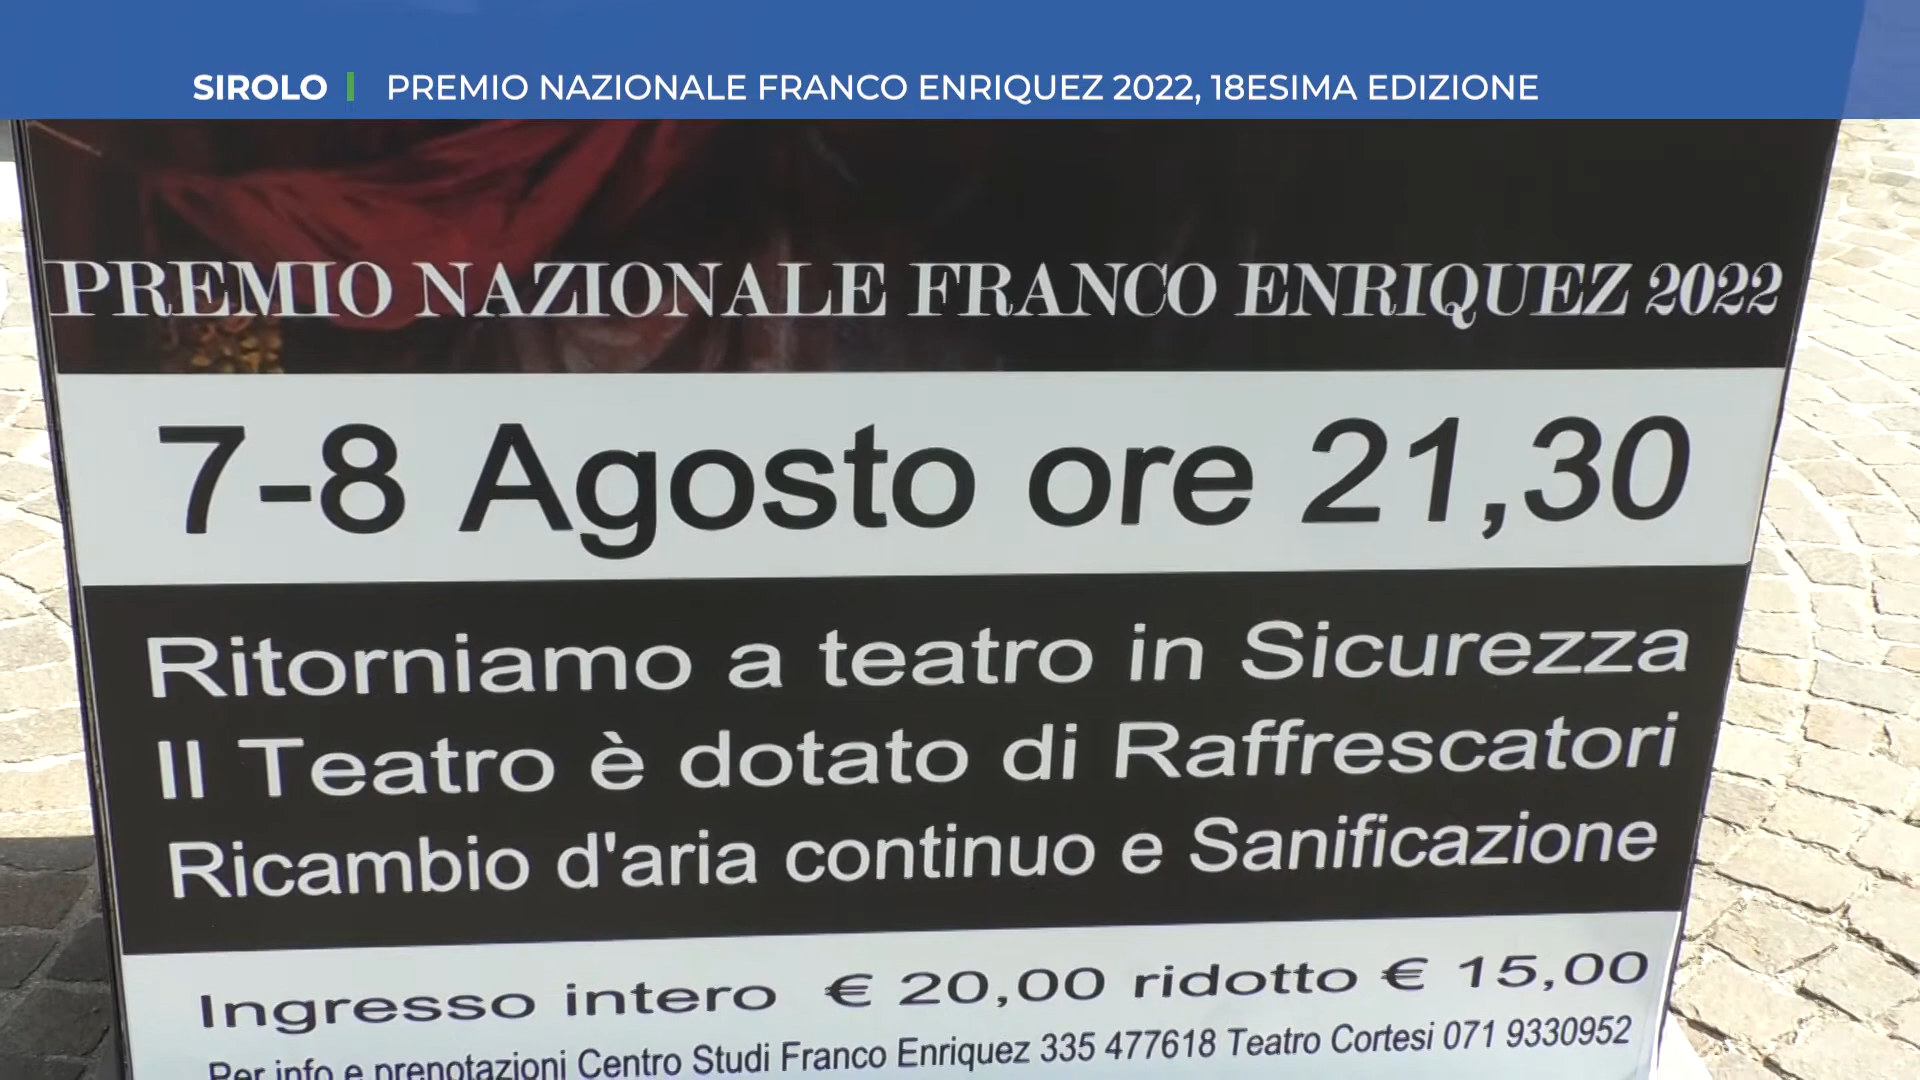 SIROLO | PREMIO NAZIONALE FRANCO ENRIQUEZ 2022, 18ESIMA EDIZIONE
PREMIO NAZIONALE FRANCO ENRIQUEZ 2022
7-8 Agosto ore 21,30
Ritorniamo a teatro in Sicurezza
Il Teatro è dotato di Raffrescatori
Ricambio d'aria continuo e Sanificazione
Ingresso intero € 20,00 ridotto € 15,00
Per info e prenotazioni Centro Studi Franco Enriquez 335 477618 Teatro Cortesi 071 9330952